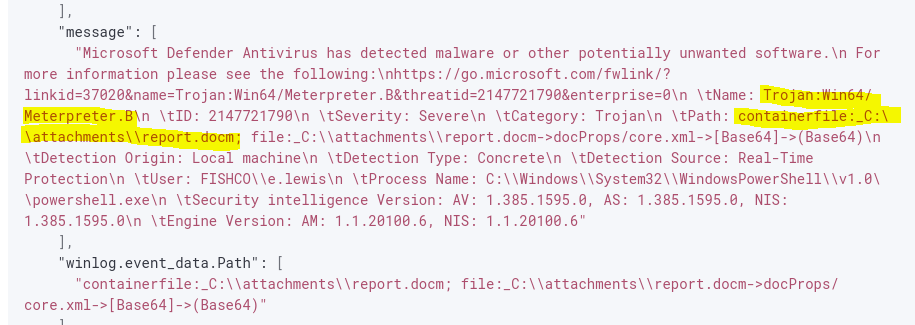 ],
"message": [
"Microsoft Defender Antivirus has detected malware or other potentially unwanted software.\n For
more information please see the following:\nhttps://go.microsoft.com/fwlink/?
linkid=37020&name=Trojan:Win64/Meterpreter.B&threatid=2147721790&enterprise=0\n \tName: Trojan:Win64/
Meterpreter.B\n \tID: 2147721790\n \tSeverity: Severe\n \tCategory: Trojan\n \tPath: containerfile:_C:\
\attachments\\report.docm; file:_C:\\attachments\\report.docm->docProps/core.xml->[Base64]->(Base64)\n
\tDetection Origin: Local machine\n \tDetection Type: Concrete\n \tDetection Source: Real-Time
Protection\n \tUser: FISHCO\\e.lewis\n \tProcess Name: C:\\Windows\\System32\\WindowsPowerShell\\v1.0\
\powershell.exe\n \tSecurity intelligence Version: AV: 1.385.1595.0, AS: 1.385.1595.0, NIS:
1.385.1595.0\n \tEngine Version: AM: 1.1.20100.6, NIS: 1.1.20100.6"
],
"winlog.event_data.Path": [
"containerfile:_C:\\attachments\\report.docm; file:_C:\\attachments\\report.docm->docProps/
core.xml->[Base64]->(Base64)"
]